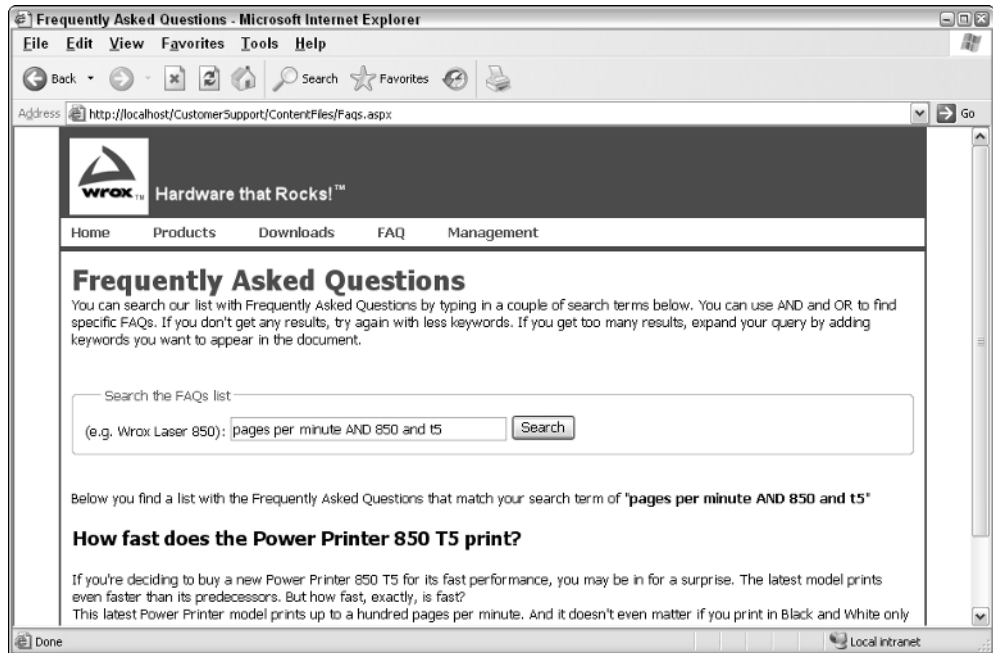 Frequently Asked Questions - Microsoft Internet Explorer
File Edit View Favorites Tools Help
Back Search Favorites
Address http://localhost/CustomerSupport/ContentFiles/Faqs.aspx Go
wrox™ Hardware that Rocks!™
Home Products Downloads FAQ Management
Frequently Asked Questions
You can search our list with Frequently Asked Questions by typing in a couple of search terms below. You can use AND and OR to find
specific FAQs. If you don't get any results, try again with less keywords. If you get too many results, expand your query by adding
keywords you want to appear in the document.
Search the FAQs list
(e.g. Wrox Laser 850): pages per minute AND 850 and t5 Search
Below you find a list with the Frequently Asked Questions that match your search term of "pages per minute AND 850 and t5"
How fast does the Power Printer 850 T5 print?
If you're deciding to buy a new Power Printer 850 T5 for its fast performance, you may be in for a surprise. The latest model prints
even faster than its predecessors. But how fast, exactly, is fast?
This latest Power Printer model prints up to a hundred pages per minute. And it doesn't even matter if you print in Black and White only
Done Local intranet